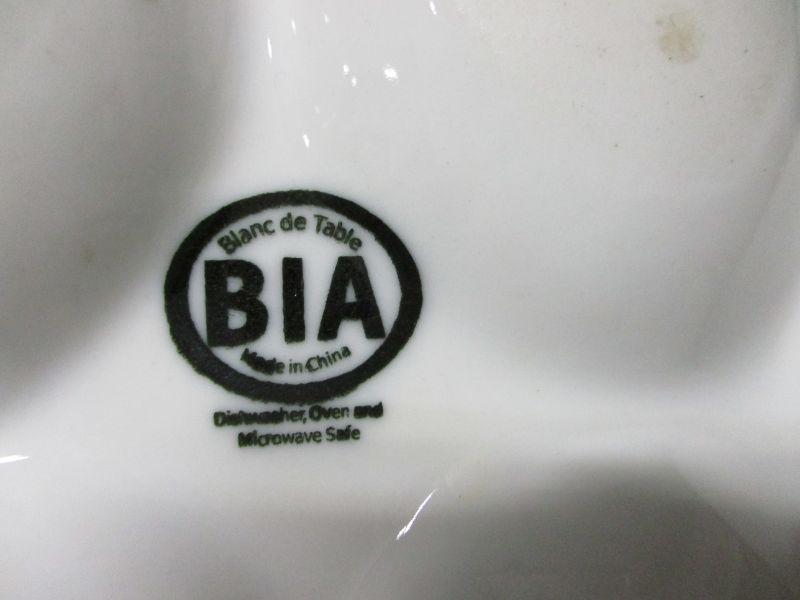 Blanc de Table
BIA
Made in China
Dishwasher, Oven and
Microwave Safe